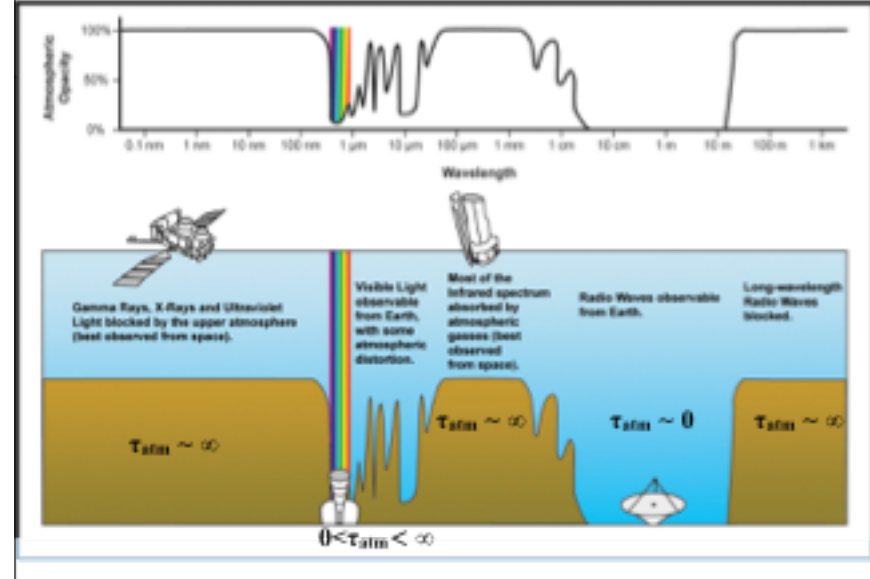 Atmospheric
Opacity
100%
50%
0%
0.1 nm 1 nm 10 nm 100 nm 1 μm 10 μm 100 μm 1 mm 1 cm 10 cm 1 m 10 m 100 m 1 km
Wavelength
Gamma Rays, X-Rays and Ultraviolet
Light blocked by the upper atmosphere
(best observed from space).
Visible Light
observable
from Earth,
with some
atmospheric
distortion.
Most of the
Infrared spectrum
absorbed by
atmospheric
gasses (best
observed
from space).
Radio Waves observable
from Earth.
Long-wavelength
Radio Waves
blocked.
τatm ~ ∞
τatm ~ ∞
τatm ~ 0
τatm ~ ∞
0<τatm< ∞